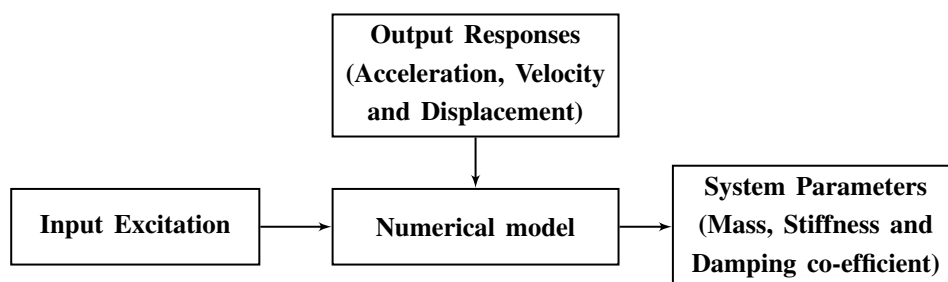 Output Responses
(Acceleration, Velocity
and Displacement)
Input Excitation
Numerical model
System Parameters
(Mass, Stiffness and
Damping co-efficient)